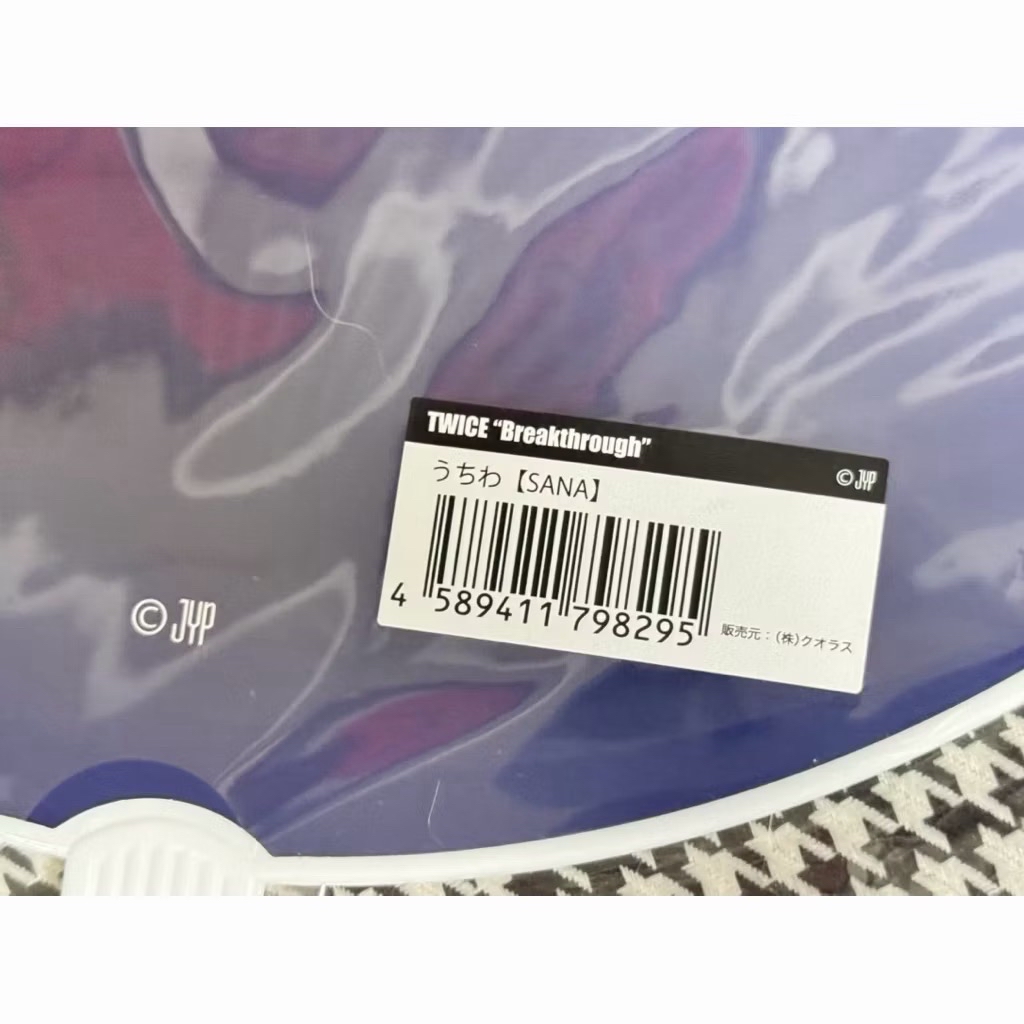 TWICE “Breakthrough”
© JYP
うちわ【SANA】
4 589411 798295
販売元：(株)クオラス
© JYP